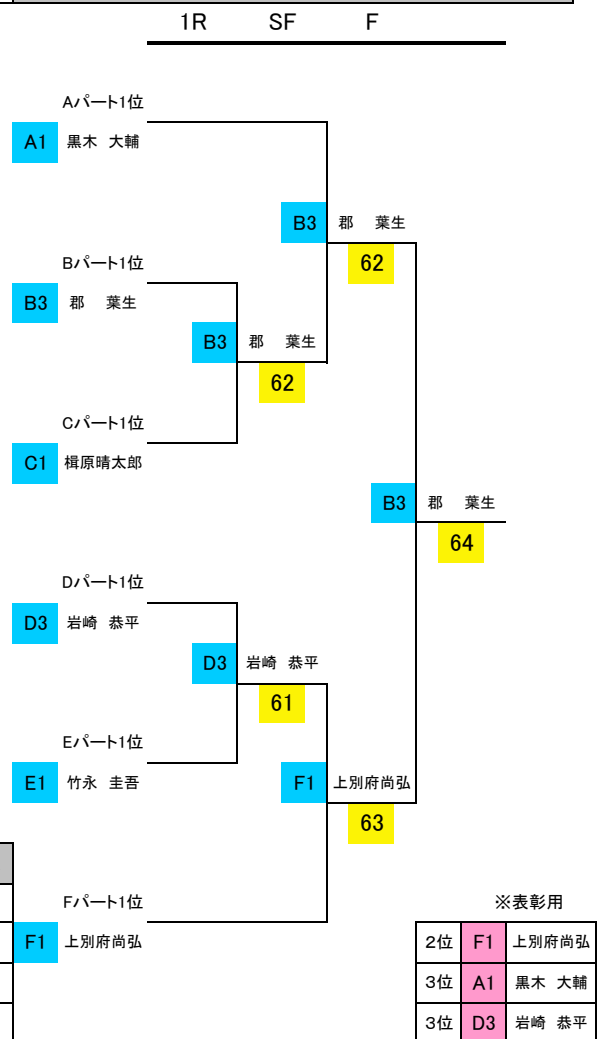 1R SF F
Aパート1位
A1 黒木 大輔
B3 郡 葉生
62
Bパート1位
B3 郡 葉生
B3 郡 葉生
62
Cパート1位
C1 楫原晴太郎
B3 郡 葉生
64
Dパート1位
D3 岩崎 恭平
D3 岩崎 恭平
61
Eパート1位
E1 竹永 圭吾
F1 上別府尚弘
63
Fパート1位
F1 上別府尚弘
※表彰用
2位 F1 上別府尚弘
3位 A1 黒木 大輔
3位 D3 岩崎 恭平